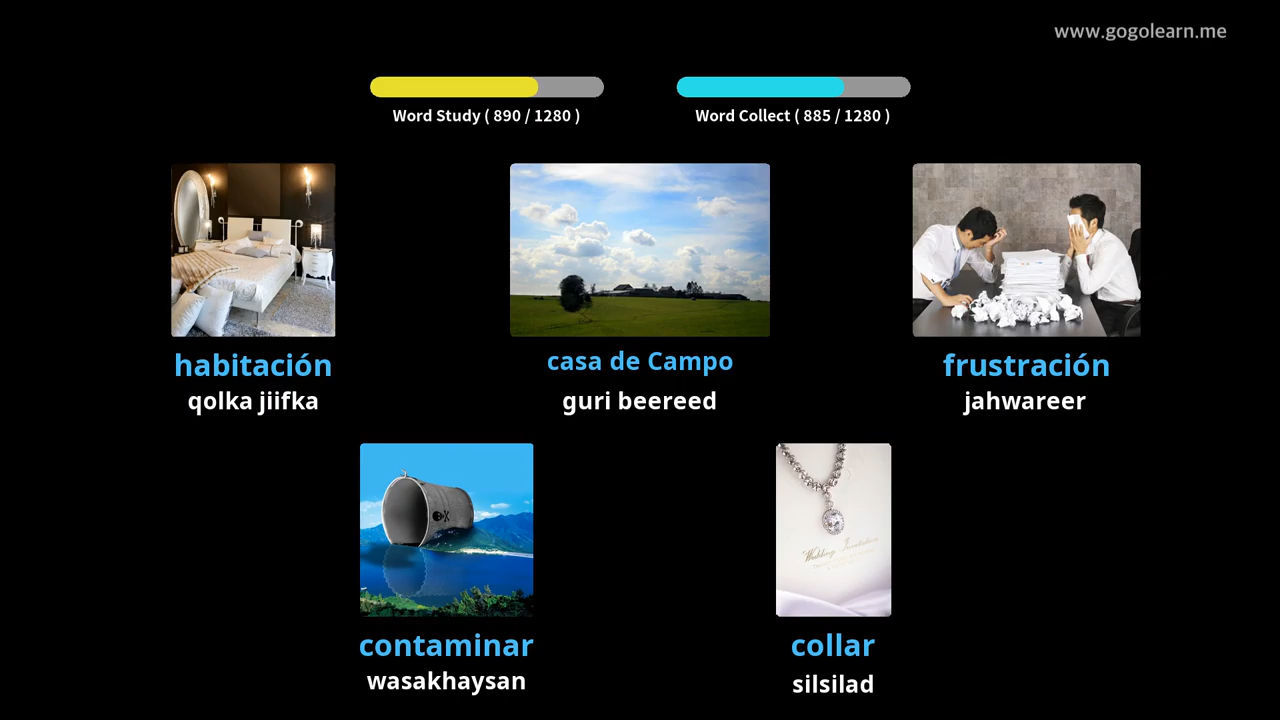 www.gogolearn.me
Word Study ( 890 / 1280 )
Word Collect ( 885 / 1280 )
habitación
qolka jiifka
casa de Campo
guri beereed
frustración
jahwareer
contaminar
wasakhaysan
collar
silsilad